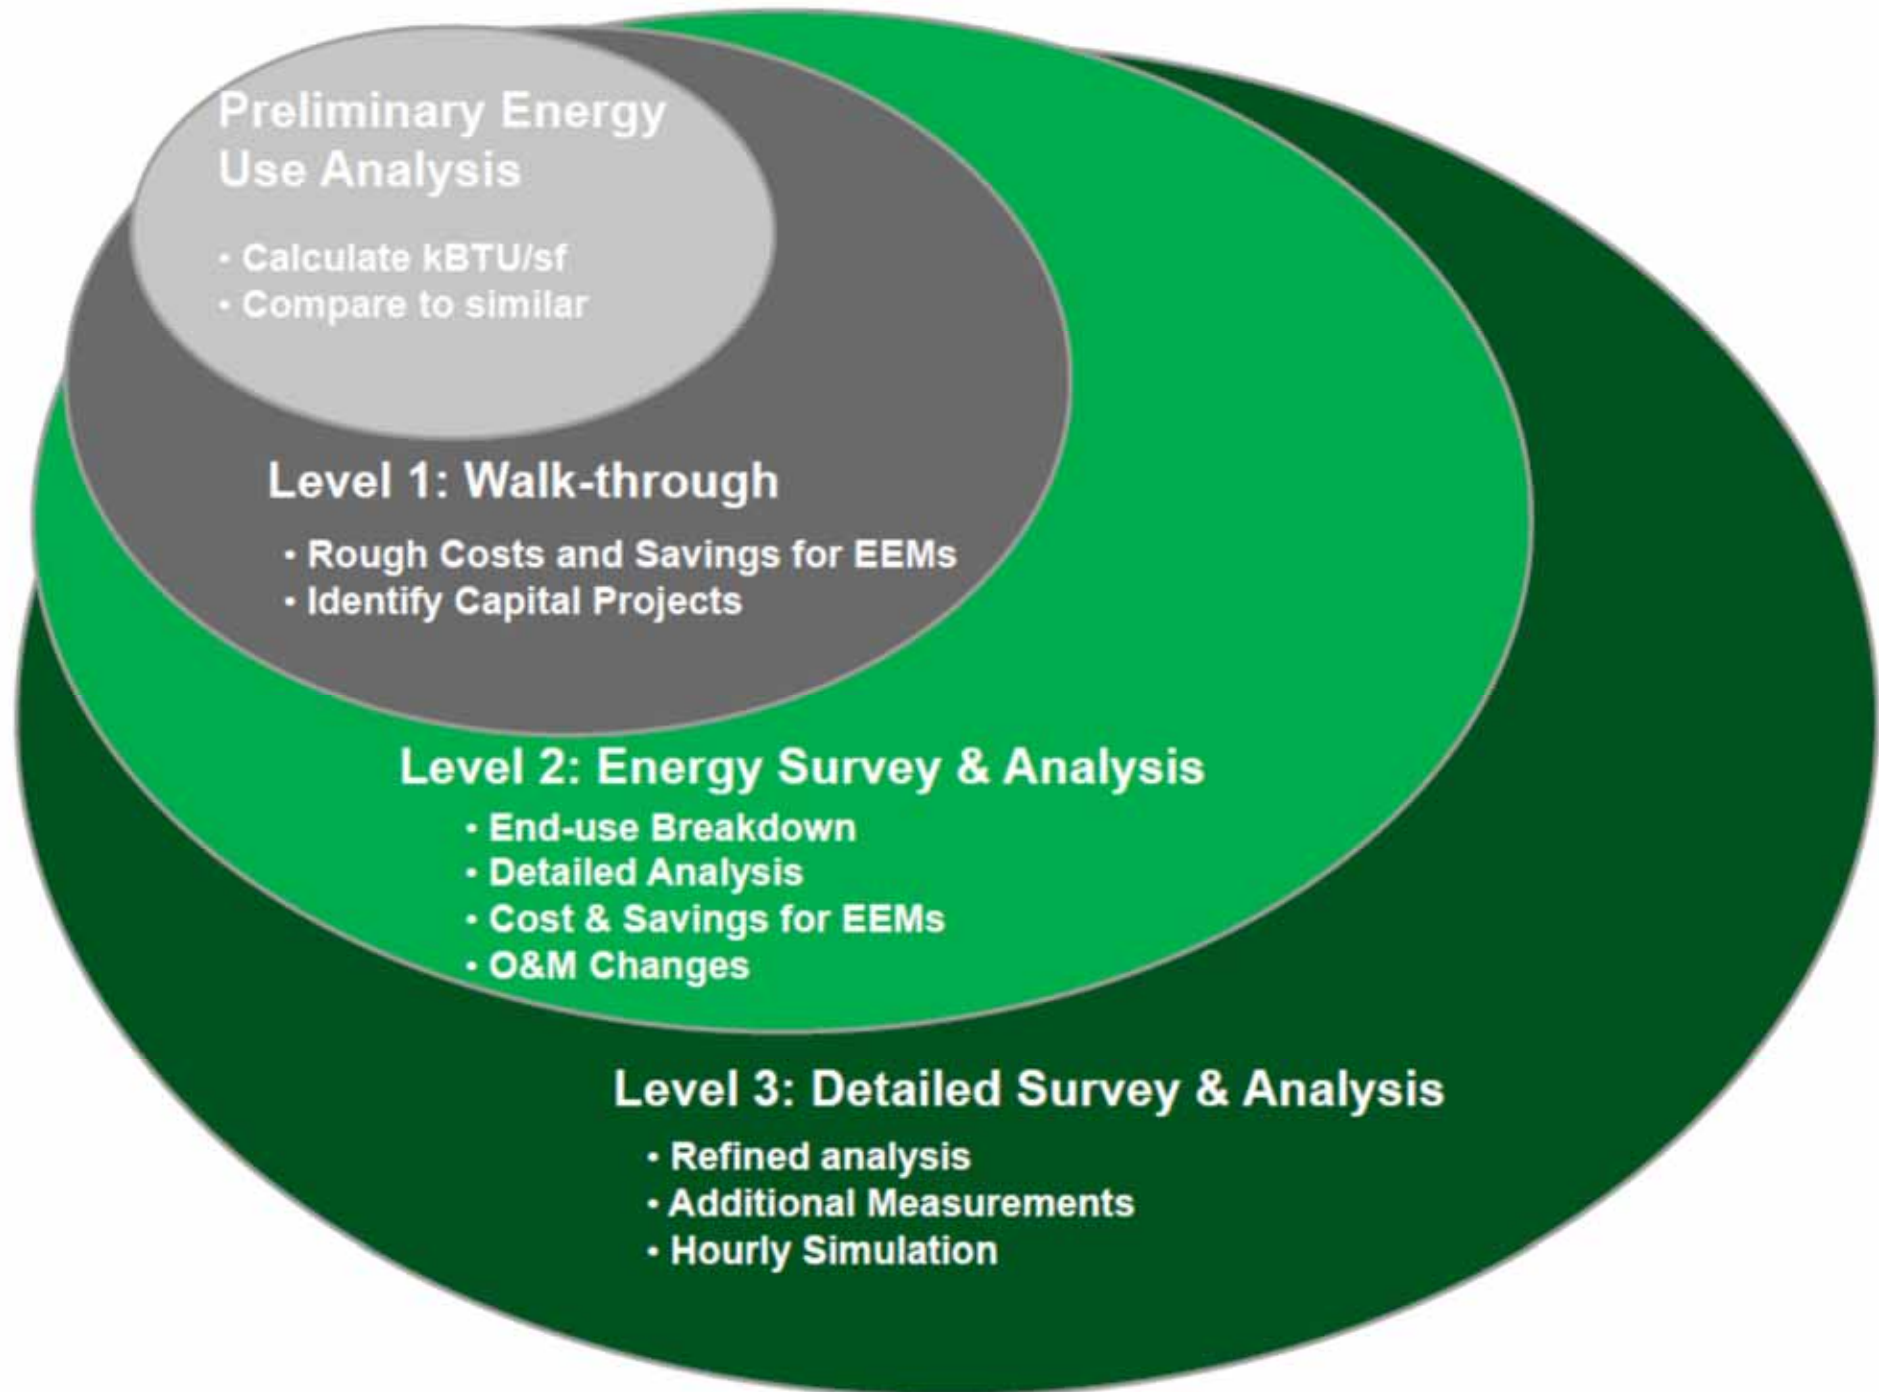 Preliminary Energy
Use Analysis
• Calculate kBTU/sf
• Compare to similar
Level 1: Walk-through
• Rough Costs and Savings for EEMs
• Identify Capital Projects
Level 2: Energy Survey & Analysis
• End-use Breakdown
• Detailed Analysis
• Cost & Savings for EEMs
• O&M Changes
Level 3: Detailed Survey & Analysis
• Refined analysis
• Additional Measurements
• Hourly Simulation